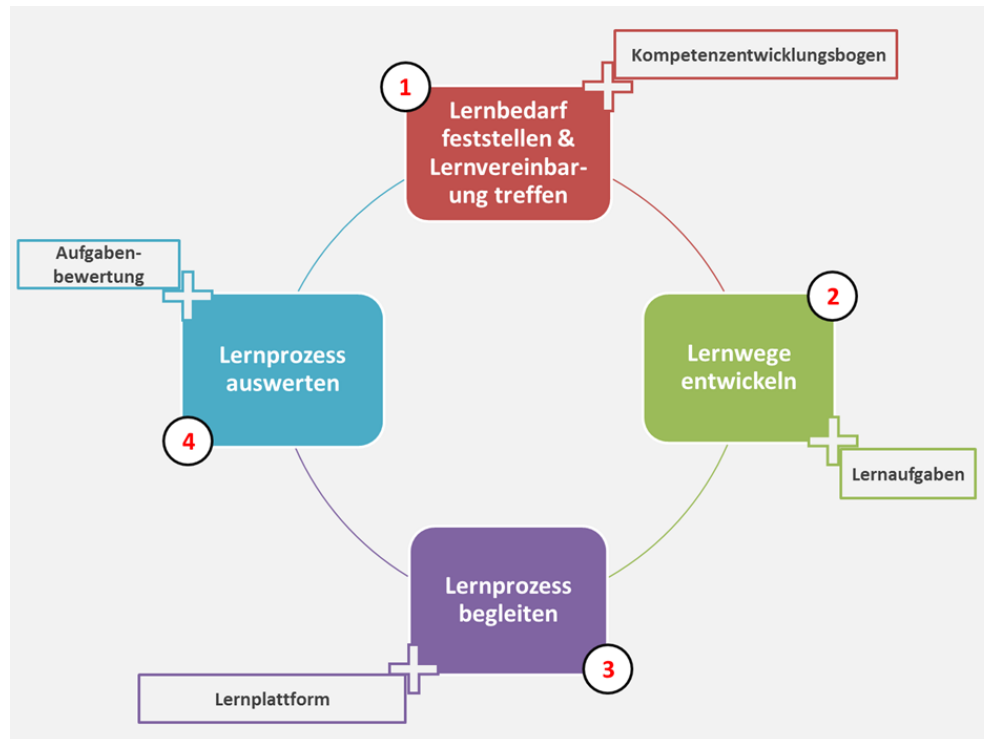 Kompetenzentwicklungsbogen
1
Lernbedarf
feststellen &
Lernvereinbar-
ung treffen
2
Lernwege
entwickeln
Lernaufgaben
3
Lernprozess
begleiten
Lernplattform
4
Lernprozess
auswerten
Aufgaben-
bewertung